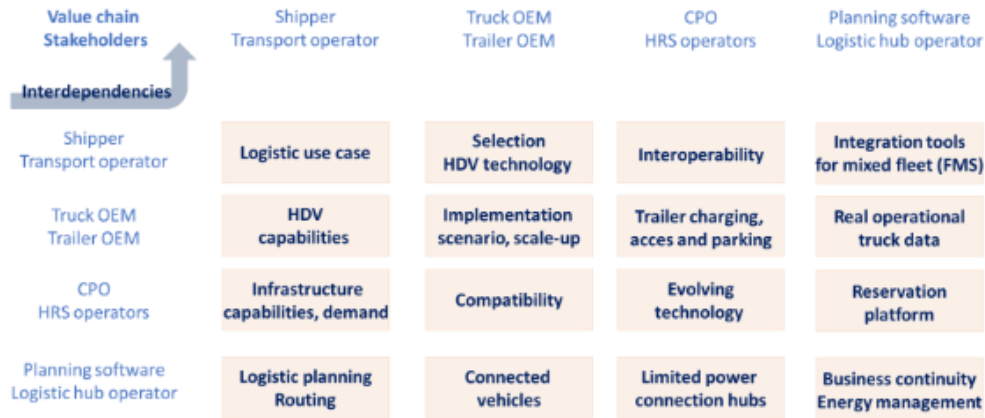 Value chain
Stakeholders
Shipper
Transport operator
Truck OEM
Trailer OEM
CPO
HRS operators
Planning software
Logistic hub operator
Interdependencies
Shipper
Transport operator
Logistic use case
Selection
HDV technology
Interoperability
Integration tools
for mixed fleet (FMS)
Truck OEM
Trailer OEM
HDV
capabilities
Implementation
scenario, scale-up
Trailer charging,
acces and parking
Real operational
truck data
CPO
HRS operators
Infrastructure
capabilities, demand
Compatibility
Evolving
technology
Reservation
platform
Planning software
Logistic hub operator
Logistic planning
Routing
Connected
vehicles
Limited power
connection hubs
Business continuity
Energy management